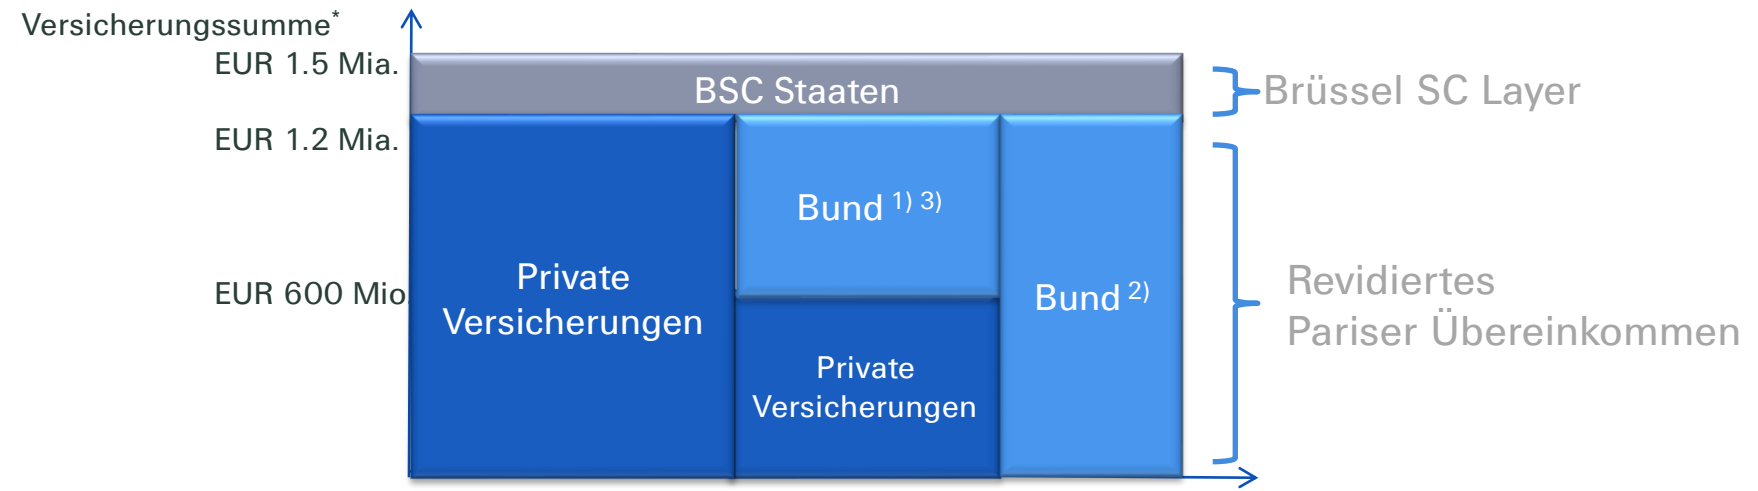 Versicherungssumme*
EUR 1.5 Mia.
BSC Staaten
Brüssel SC Layer
EUR 1.2 Mia.
Bund 1) 3)
Private
Versicherungen
EUR 600 Mio.
Bund 2)
Revidiertes
Pariser Übereinkommen
Private
Versicherungen